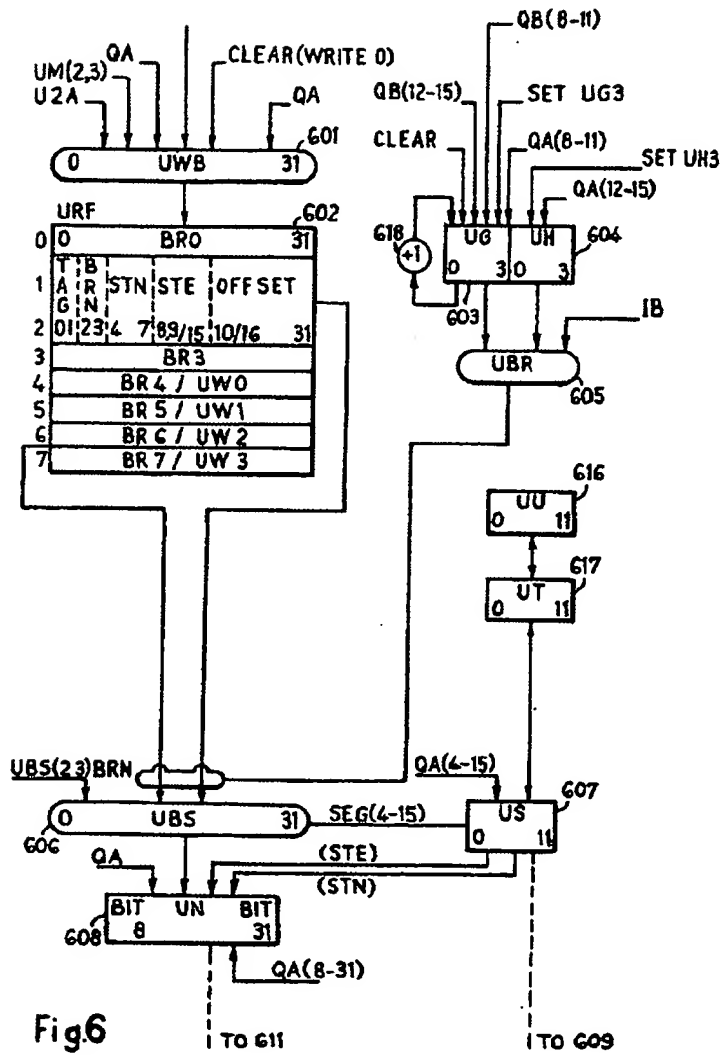 QB(8-11)
QA
CLEAR(WRITE 0)
UM(2,3)
U2A
QA
QB(12-15)
SET UG3
CLEAR
QA(8-11)
SET UH3
QA(12-15)
601
0 UWB 31
URF
602
0 0 BR0 31
618
+1
UG UH
0 3 0 3
604
603
1 TAG BRN STN STE OFFSET
2 01 23 4 7 8,9/15 10/16 31
IB
3 BR3
4 BR4 / UW0
5 BR5 / UW1
6 BR6 / UW2
7 BR7 / UW3
UBR
605
616
UU
0 11
617
UT
0 11
UBS(23)BRN
QA(4-15)
607
0 UBS 31
606
SEG(4-15)
US
0 11
(STE)
(STN)
QA
BIT UN BIT
8 31
608
QA(8-31)
Fig.6
TO 611
TO 609